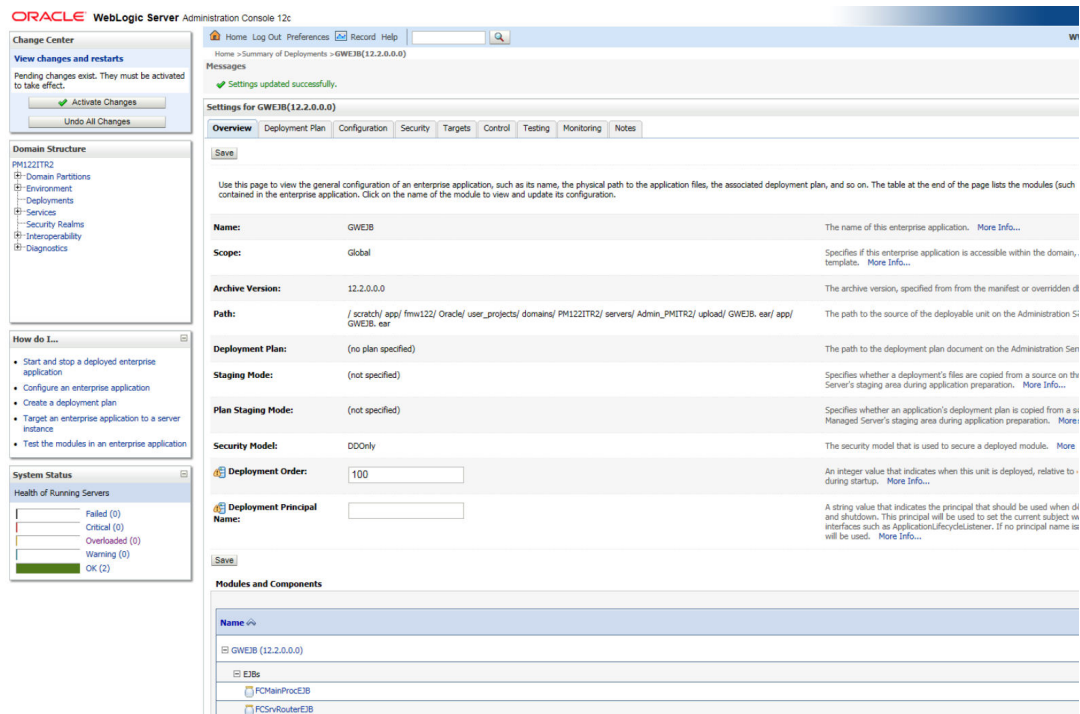 ORACLE WebLogic Server Administration Console 12c
Change Center
View changes and restarts
Pending changes exist. They must be activated
to take effect.
Activate Changes
Undo All Changes
Domain Structure
PM122ITR2
Domain Partitions
Environment
Deployments
Services
Security Realms
Interoperability
Diagnostics
How do I...
Start and stop a deployed enterprise
application
Configure an enterprise application
Create a deployment plan
Target an enterprise application to a server
instance
Test the modules in an enterprise application
System Status
Health of Running Servers
Failed (0)
Critical (0)
Overloaded (0)
Warning (0)
OK (2)
Home Log Out Preferences Record Help
Home >Summary of Deployments >GWEJB(12.2.0.0.0)
Messages
Settings updated successfully.
Settings for GWEJB(12.2.0.0.0)
Overview Deployment Plan Configuration Security Targets Control Testing Monitoring Notes
Save
Use this page to view the general configuration of an enterprise application, such as its name, the physical path to the application files, the associated deployment plan, and so on. The table at the end of the page lists the modules (such
contained in the enterprise application. Click on the name of the module to view and update its configuration.
Name: GWEJB The name of this enterprise application. More Info...
Scope: Global Specifies if this enterprise application is accessible within the domain,
template. More Info...
Archive Version: 12.2.0.0.0 The archive version, specified from from the manifest or overridden
Path: / scratch/ app/ fmw122/ Oracle/ user_projects/ domains/ PM122ITR2/ servers/ Admin_PMITR2/ upload/ GWEJB. ear/ app/ The path to the source of the deployable unit on the Administration
GWEJB. ear
Deployment Plan: (no plan specified) The path to the deployment plan document on the Administration
Staging Mode: (not specified) Specifies whether a deployment's files are copied from a source on
Server's staging area during application preparation. More Info...
Plan Staging Mode: (not specified) Specifies whether an application's deployment plan is copied from a
Managed Server's staging area during application preparation. More
Security Model: DDOnly The security model that is used to secure a deployed module. More
Deployment Order: 100 An integer value that indicates when this unit is deployed, relative to
during startup. More Info...
Deployment Principal A string value that indicates the principal that should be used when
Name: and shutdown. This principal will be used to set the current subject
interfaces such as ApplicationLifecycleListener. If no principal name is
will be used. More Info...
Save
Modules and Components
Name
GWEJB (12.2.0.0.0)
EJBs
FCMainProcEJB
FCSrvRouterEJB